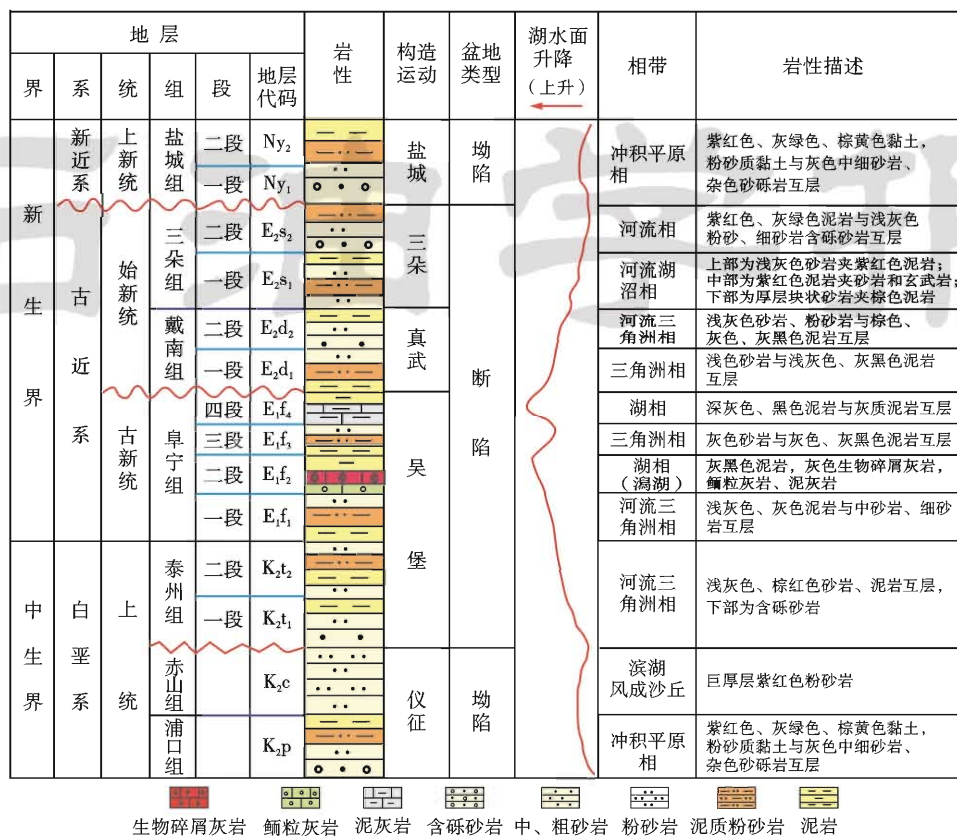 地层
岩性
构造运动
盆地类型
湖水面升降
（上升）
相带
岩性描述
界
系
统
组
段
地层代码
新生界
新近系
上新统
盐城组
二段
Ny₂
盐城
坳陷
冲积平原相
紫红色、灰绿色、棕黄色黏土，
粉砂质黏土与灰色中细砂岩、
杂色砂砾岩互层
一段
Ny₁
古近系
始新统
三朵组
二段
E₂s₂
三朵
断陷
河流相
紫红色、灰绿色泥岩与浅灰色
粉砂、细砂岩含砾砂岩互层
一段
E₂s₁
河流湖沼相
上部为浅灰色砂岩夹紫红色泥岩；
中部为紫红色泥岩夹砂岩和玄武岩；
下部为厚层块状砂岩夹棕色泥岩
戴南组
二段
E₂d₂
真武
河流三角洲相
浅灰色砂岩、粉砂岩与棕色、
灰色、灰黑色泥岩互层
一段
E₂d₁
三角洲相
浅色砂岩与浅灰色、灰黑色泥岩
互层
古新统
阜宁组
四段
E₁f₄
吴堡
湖相
深灰色、黑色泥岩与灰质泥岩互层
三段
E₁f₃
三角洲相
灰色砂岩与灰色、灰黑色泥岩互层
二段
E₁f₂
湖相
（潟湖）
灰黑色泥岩，灰色生物碎屑灰岩，
鲕粒灰岩、泥灰岩
一段
E₁f₁
河流三角洲相
浅灰色、灰色泥岩与中砂岩、细砂
岩互层
中生界
白垩系
上统
泰州组
二段
K₂t₂
河流三角洲相
浅灰色、棕红色砂岩、泥岩互层，
下部为含砾砂岩
一段
K₂t₁
赤山组
K₂c
仪征
坳陷
滨湖
风成沙丘
巨厚层紫红色粉砂岩
浦口组
K₂p
冲积平原相
紫红色、灰绿色、棕黄色黏土，
粉砂质黏土与灰色中细砂岩、
杂色砂砾岩互层
生物碎屑灰岩 鲕粒灰岩 泥灰岩 含砾砂岩 中、粗砂岩 粉砂岩 泥质粉砂岩 泥岩